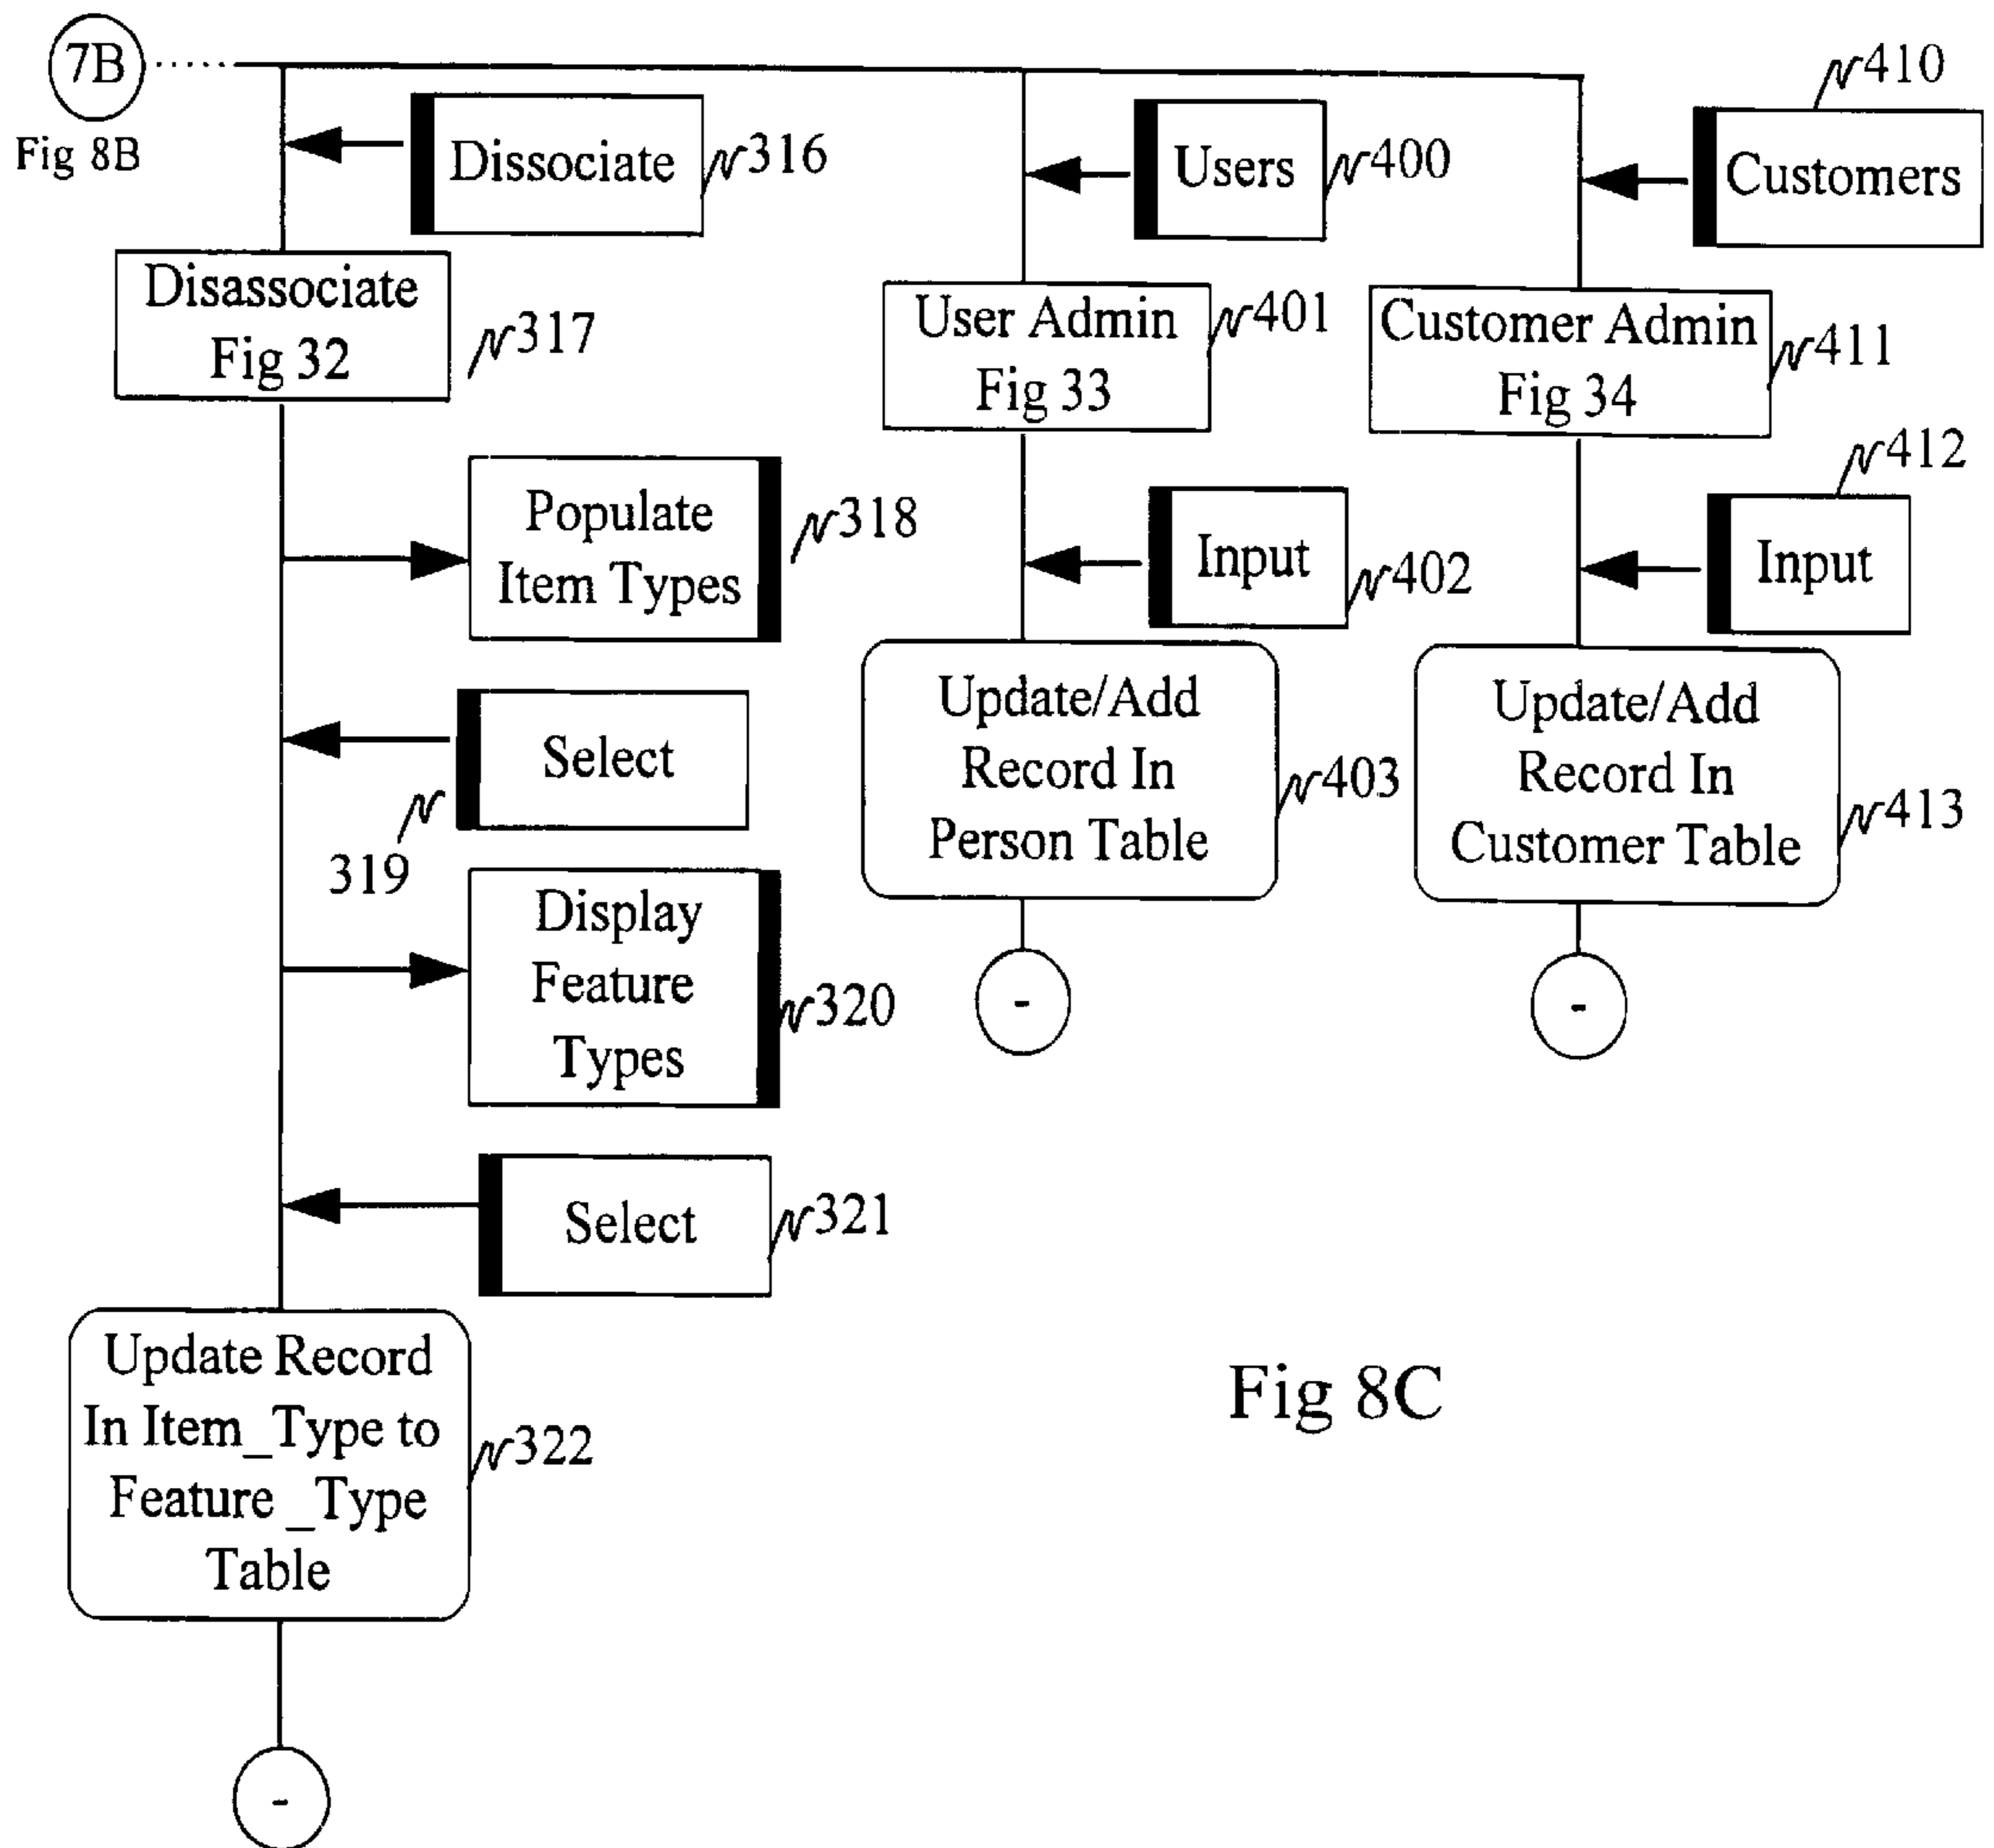 7B
Fig 8B
Dissociate
316
Disassociate
Fig 32
317
Populate
Item Types
318
Select
319
Display
Feature
Types
320
Select
321
Update Record
In Item_Type to
Feature _Type
Table
322
-
Users
400
User Admin
Fig 33
401
Input
402
Update/Add
Record In
Person Table
403
-
410
Customers
Customer Admin
Fig 34
411
412
Input
Update/Add
Record In
Customer Table
413
-
Fig 8C